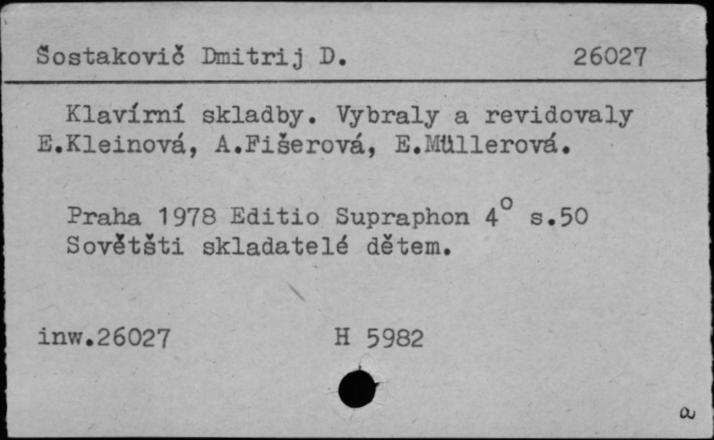 Šostakovič Dmitrij D. 26027
Klavírní skladby. Vybraly a revidovaly
E.Kleinová, A.Fišerová, E.Müllerová.
Praha 1978 Editio Supraphon 4° s.50
Sovětšti skladatelé dětem.
inw.26027 H 5982